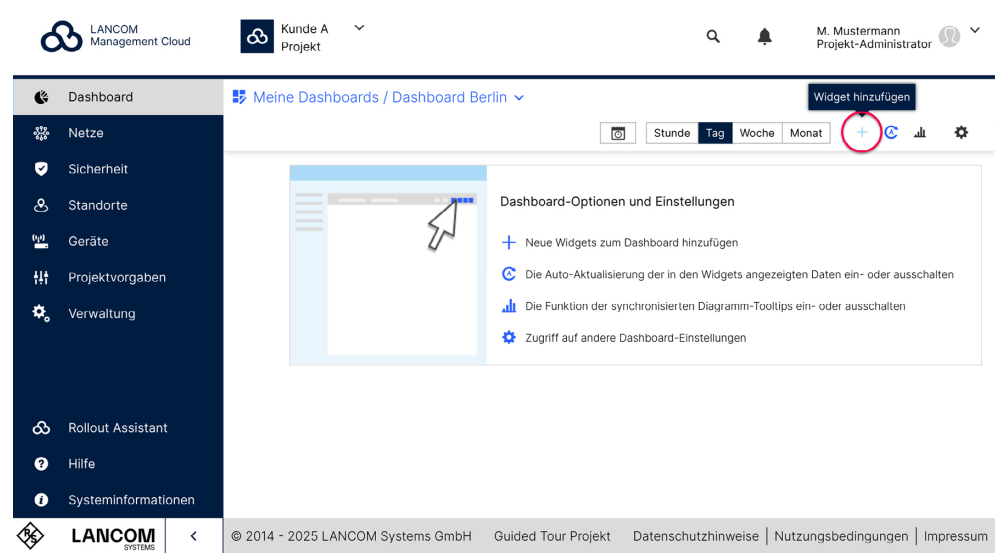 LANCOM
Management Cloud
Kunde A
Projekt
M. Mustermann
Projekt-Administrator
Dashboard
Netze
Sicherheit
Standorte
Geräte
Projektvorgaben
Verwaltung
Rollout Assistant
Hilfe
Systeminformationen
Meine Dashboards / Dashboard Berlin
Widget hinzufügen
Stunde Tag Woche Monat
Dashboard-Optionen und Einstellungen
Neue Widgets zum Dashboard hinzufügen
Die Auto-Aktualisierung der in den Widgets angezeigten Daten ein- oder ausschalten
Die Funktion der synchronisierten Diagramm-Tooltips ein- oder ausschalten
Zugriff auf andere Dashboard-Einstellungen
R&S
LANCOM
SYSTEMS
© 2014 - 2025 LANCOM Systems GmbH Guided Tour Projekt Datenschutzhinweise | Nutzungsbedingungen | Impressum